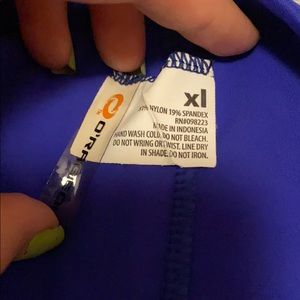 xl
NYLON 19% SPANDEX
RN#098223
MADE IN INDONESIA
HAND WASH COLD. DO NOT BLEACH.
DO NOT WRING OR TWIST. LINE DRY
IN SHADE. DO NOT IRON.